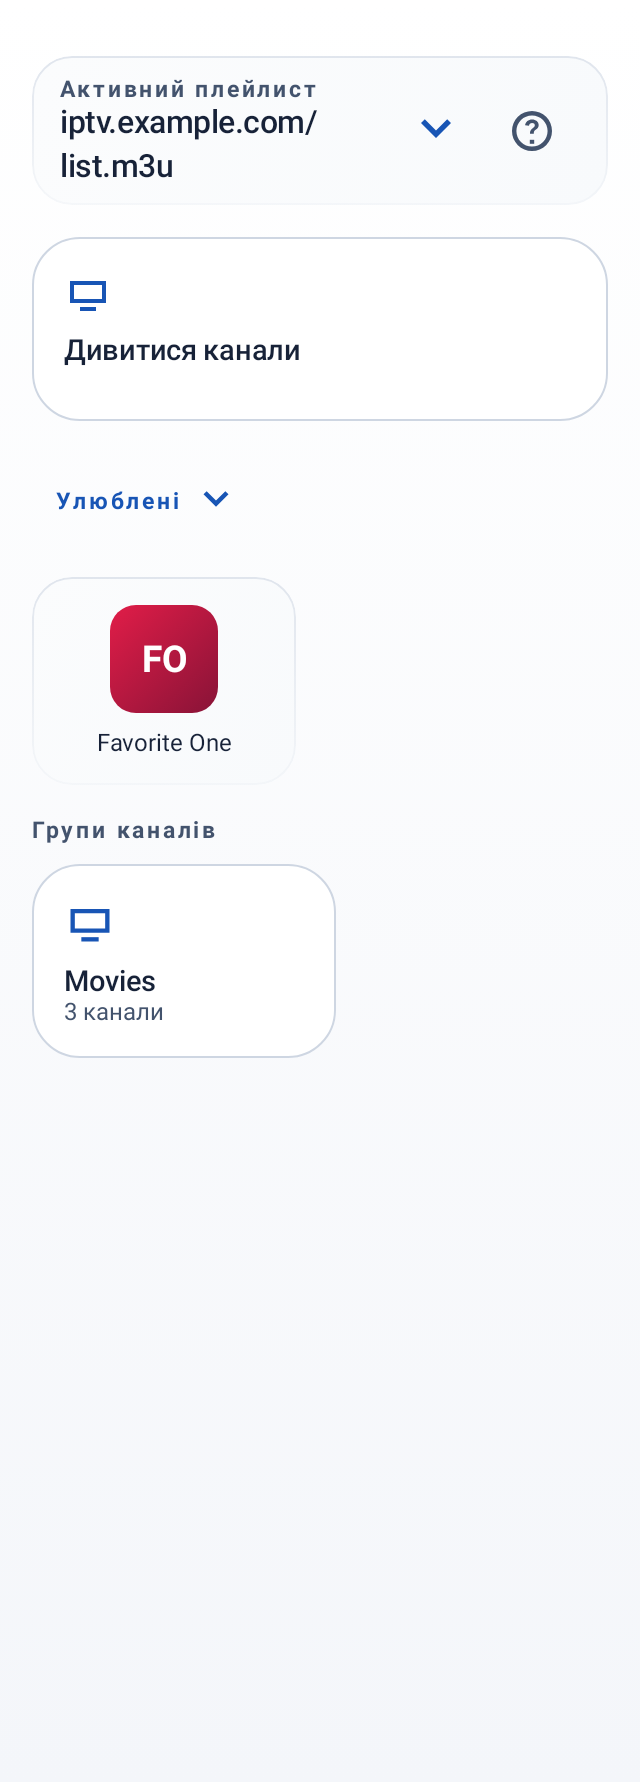 Активний плейлист
iptv.example.com/
list.m3u
Дивитися канали
Улюблені
FO
Favorite One
Групи каналів
Movies
3 канали